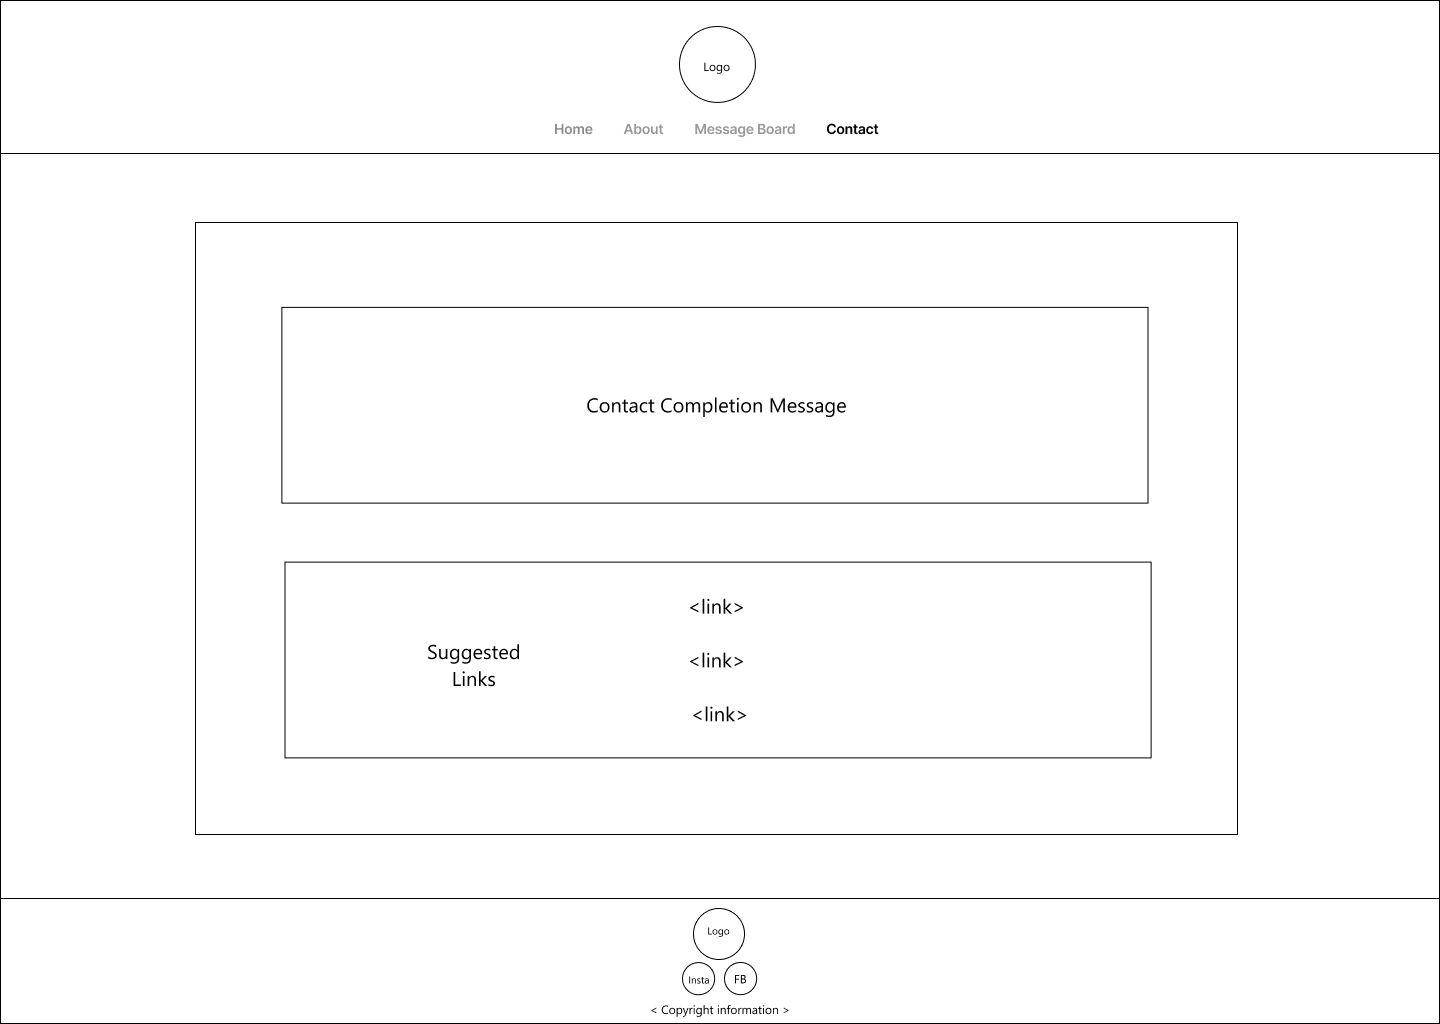 Logo
Home About Message Board Contact
Contact Completion Message
<link>
Suggested
Links
<link>
<link>
Logo
Insta FB
< Copyright information >